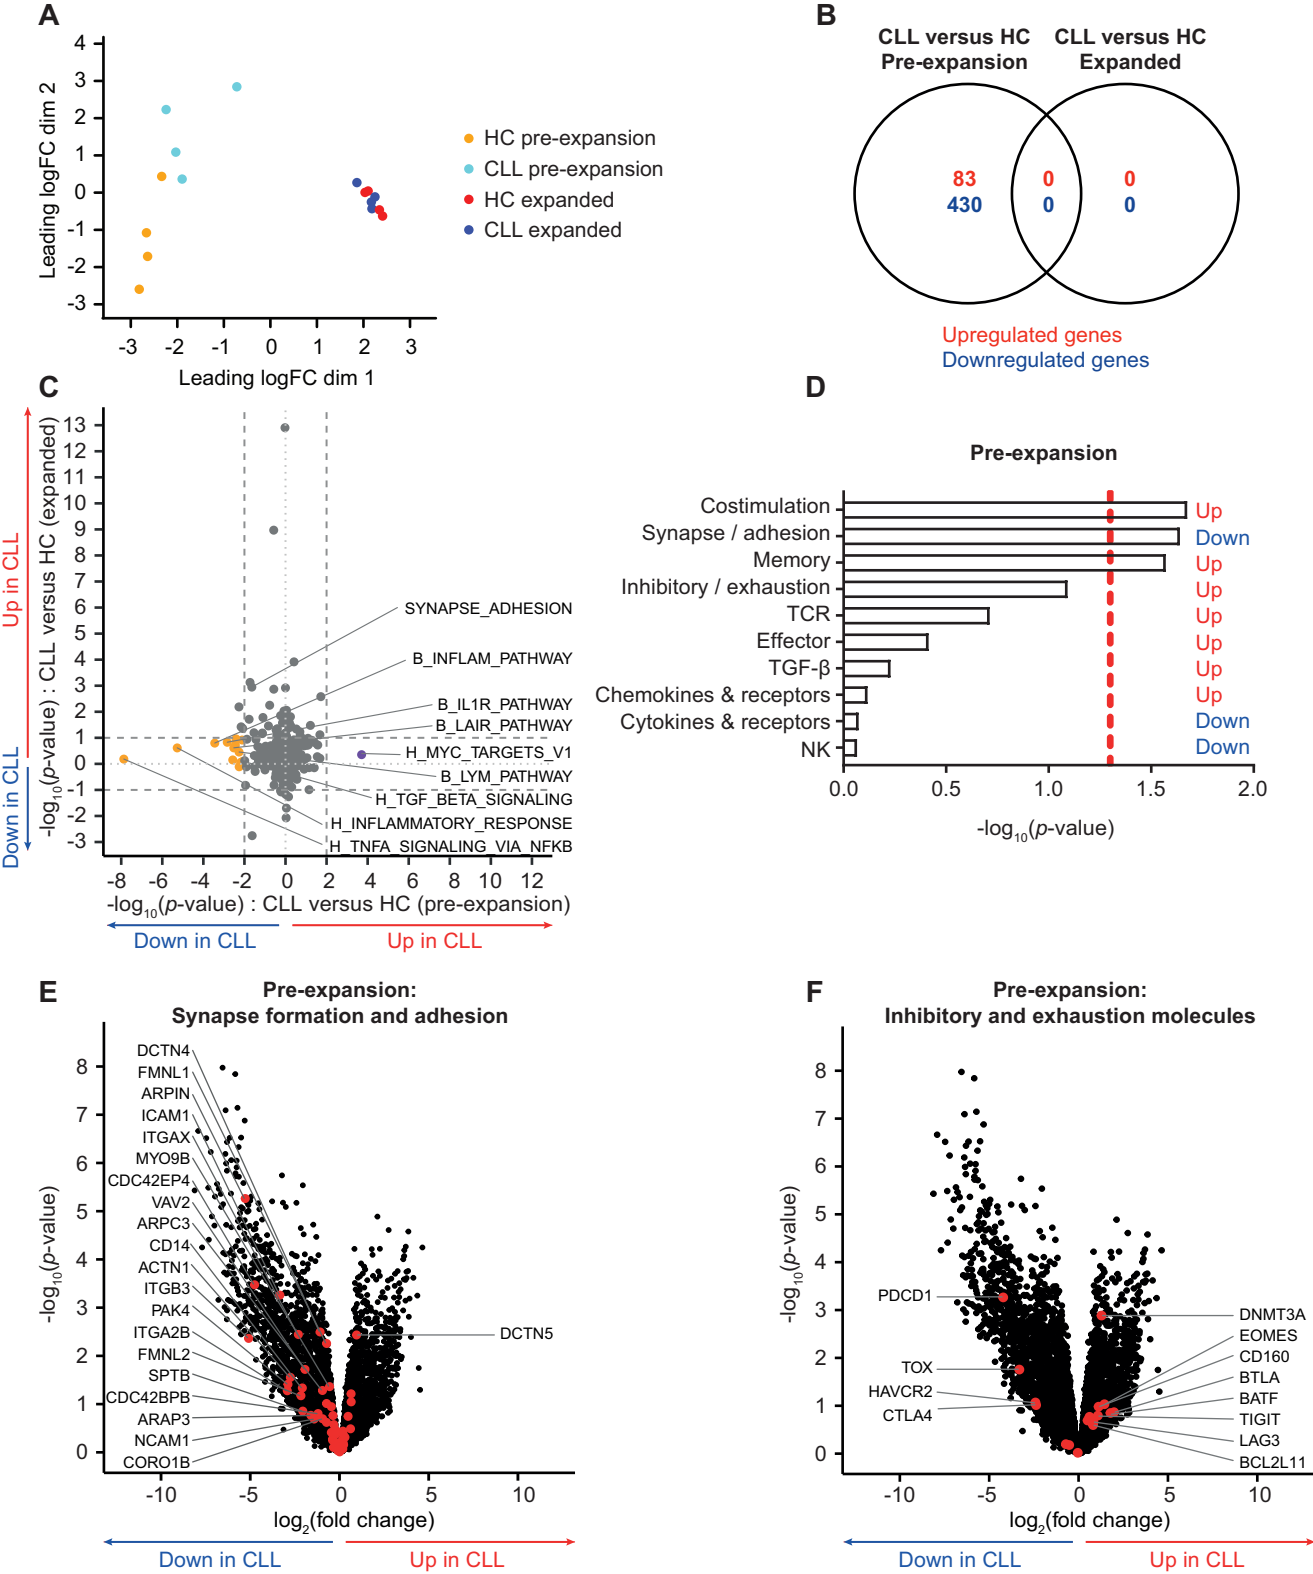 A
4
3
2
1
0
-1
-2
-3
Leading logFC dim 2
-3 -2 -1 0 1 2 3
Leading logFC dim 1
HC pre-expansion
CLL pre-expansion
HC expanded
CLL expanded
B
CLL versus HC
Pre-expansion
CLL versus HC
Expanded
83 0 0
430 0 0
Upregulated genes
Downregulated genes
C
Up in CLL
Down in CLL
-log10(p-value) : CLL versus HC (expanded)
13
12
11
10
9
8
7
6
5
4
3
2
1
0
-1
-2
-3
SYNAPSE_ADHESION
B_INFLAM_PATHWAY
B_IL1R_PATHWAY
B_LAIR_PATHWAY
H_MYC_TARGETS_V1
B_LYM_PATHWAY
H_TGF_BETA_SIGNALING
H_INFLAMMATORY_RESPONSE
H_TNFA_SIGNALING_VIA_NFKB
-8 -6 -4 -2 0 2 4 6 8 10 12
-log10(p-value) : CLL versus HC (pre-expansion)
Down in CLL Up in CLL
D
Pre-expansion
Costimulation Up
Synapse / adhesion Down
Memory Up
Inhibitory / exhaustion Up
TCR Up
Effector Up
TGF-β Up
Chemokines & receptors Up
Cytokines & receptors Down
NK Down
0.0 0.5 1.0 1.5 2.0
-log10(p-value)
E
Pre-expansion:
Synapse formation and adhesion
-log10(p-value)
8
7
6
5
4
3
2
1
0
DCTN4
FMNL1
ARPIN
ICAM1
ITGAX
MYO9B
CDC42EP4
VAV2
ARPC3
CD14
ACTN1
ITGB3
PAK4
ITGA2B
FMNL2
SPTB
CDC42BPB
ARAP3
NCAM1
CORO1B
DCTN5
-10 -5 0 5 10
log2(fold change)
Down in CLL Up in CLL
F
Pre-expansion:
Inhibitory and exhaustion molecules
-log10(p-value)
8
7
6
5
4
3
2
1
0
PDCD1
TOX
HAVCR2
CTLA4
DNMT3A
EOMES
CD160
BTLA
BATF
TIGIT
LAG3
BCL2L11
-10 -5 0 5 10
log2(fold change)
Down in CLL Up in CLL